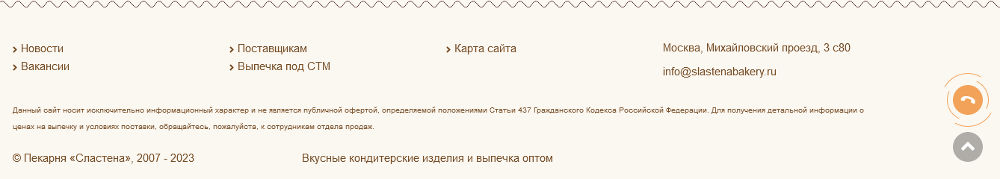 Новости
Вакансии
Поставщикам
Выпечка под СТМ
Карта сайта
Москва, Михайловский проезд, 3 с80
info@slastenabakery.ru
Данный сайт носит исключительно информационный характер и не является публичной офертой, определяемой положениями Статьи 437 Гражданского Кодекса Российской Федерации. Для получения детальной информации о
ценах на выпечку и условиях поставки, обращайтесь, пожалуйста, к сотрудникам отдела продаж.
© Пекарня «Сластена», 2007 - 2023
Вкусные кондитерские изделия и выпечка оптом